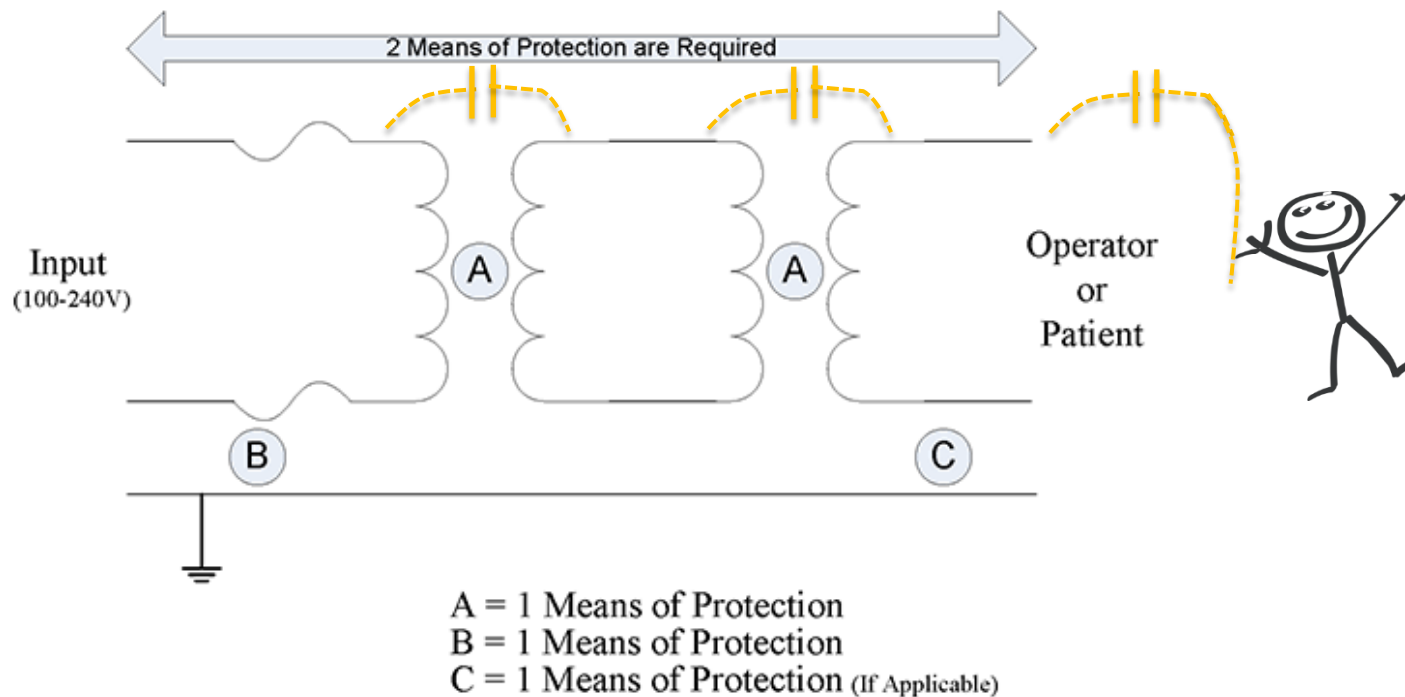 2 Means of Protection are Required
Input
(100-240V)
A
A
Operator
or
Patient
B
C
A = 1 Means of Protection
B = 1 Means of Protection
C = 1 Means of Protection (If Applicable)